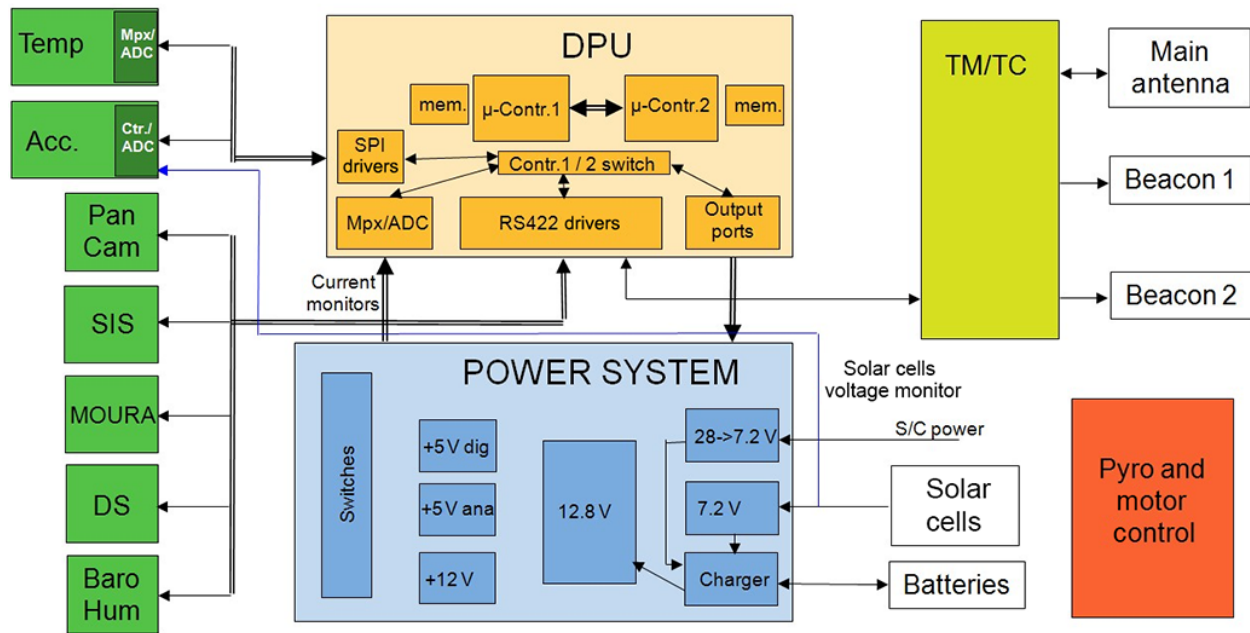 Temp
Mpx/
ADC
Acc.
Ctr./
ADC
Pan
Cam
SIS
MOURA
DS
Baro
Hum
DPU
mem.
µ-Contr.1
µ-Contr.2
mem.
SPI
drivers
Contr.1 / 2 switch
Mpx/ADC
RS422 drivers
Output
ports
Current
monitors
POWER SYSTEM
Switches
+5 V dig
+5 V ana
+12 V
12.8 V
28->7.2 V
7.2 V
Charger
Solar cells
voltage monitor
S/C power
Solar
cells
Batteries
TM/TC
Main
antenna
Beacon 1
Beacon 2
Pyro and
motor
control